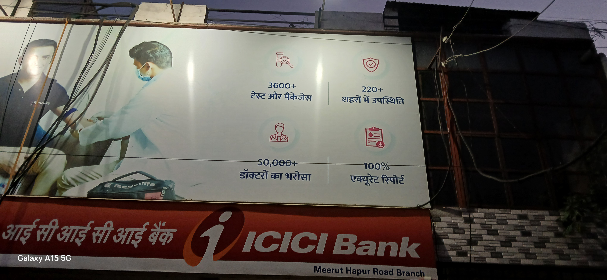 3600+
टेस्ट और पैकेजेस
220+
शहरों में उपस्थिति
50,000+
डॉक्टरों का भरोसा
100%
एक्यूरेट रिपोर्ट
आई सी आई सी आई बैंक
ICICI Bank
Meerut Hapur Road Branch
Galaxy A15 5G